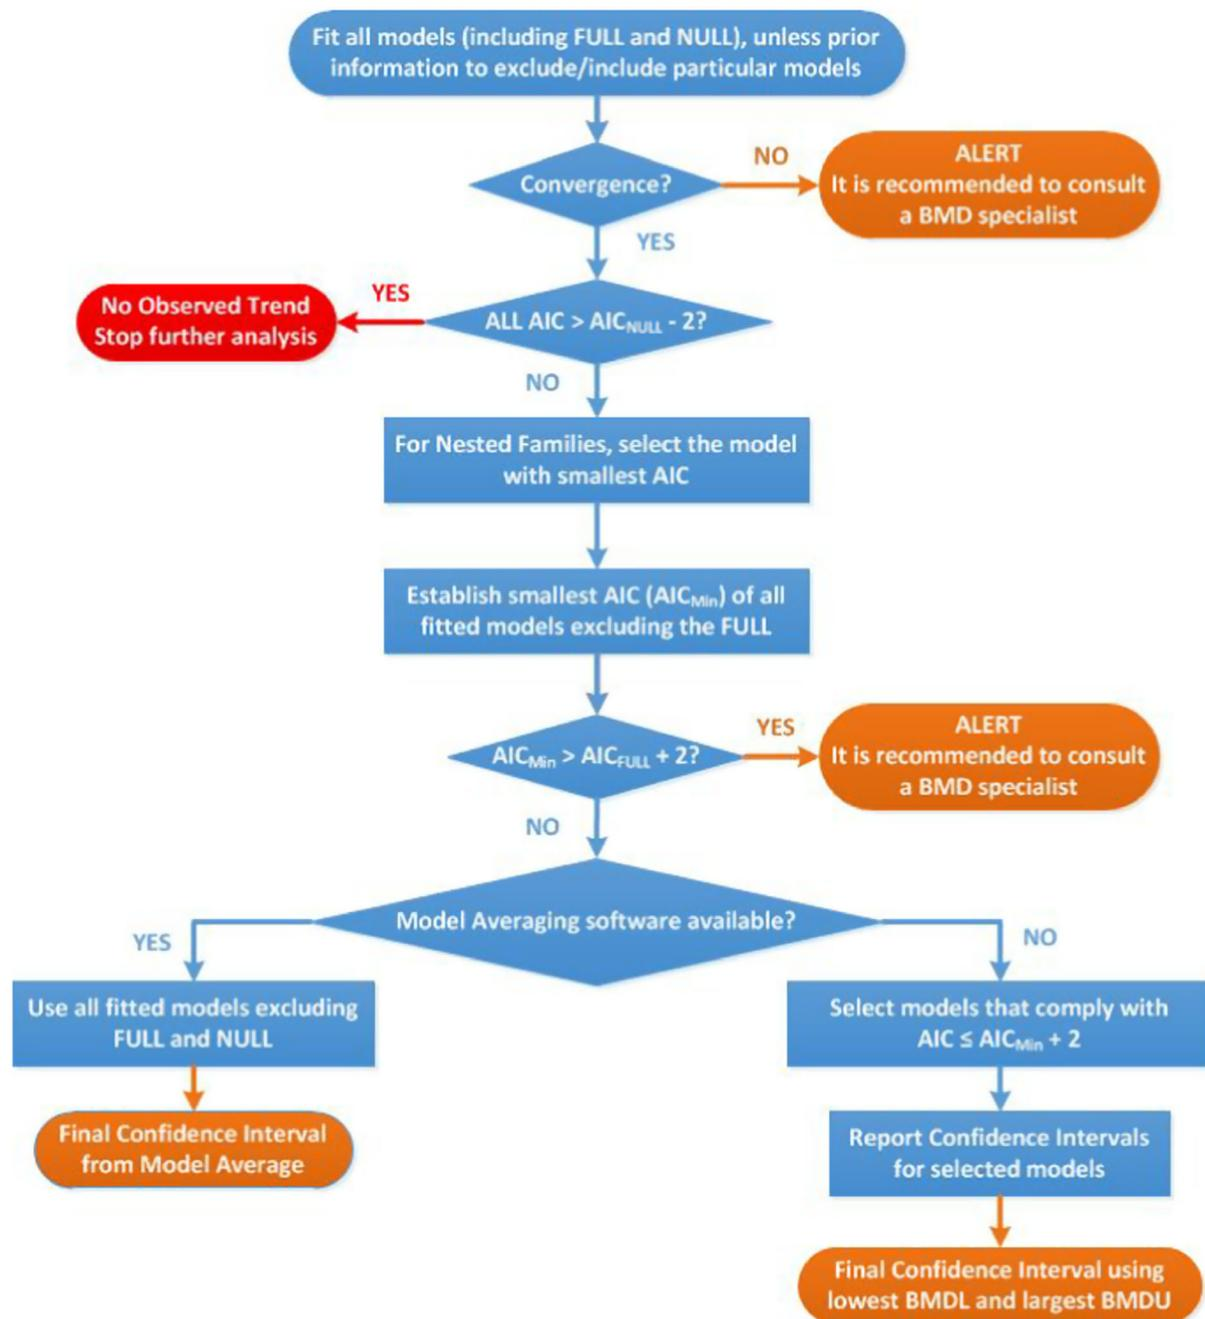 Fit all models (including FULL and NULL), unless prior
information to exclude/include particular models
Convergence?
NO
ALERT
It is recommended to consult
a BMD specialist
YES
ALL AIC > AIC_NULL - 2?
YES
No Observed Trend
Stop further analysis
NO
For Nested Families, select the model
with smallest AIC
Establish smallest AIC (AIC_Min) of all
fitted models excluding the FULL
AIC_Min > AIC_FULL + 2?
YES
ALERT
It is recommended to consult
a BMD specialist
NO
Model Averaging software available?
YES
NO
Use all fitted models excluding
FULL and NULL
Final Confidence Interval
from Model Average
Select models that comply with
AIC ≤ AIC_Min + 2
Report Confidence Intervals
for selected models
Final Confidence Interval using
lowest BMDL and largest BMDU